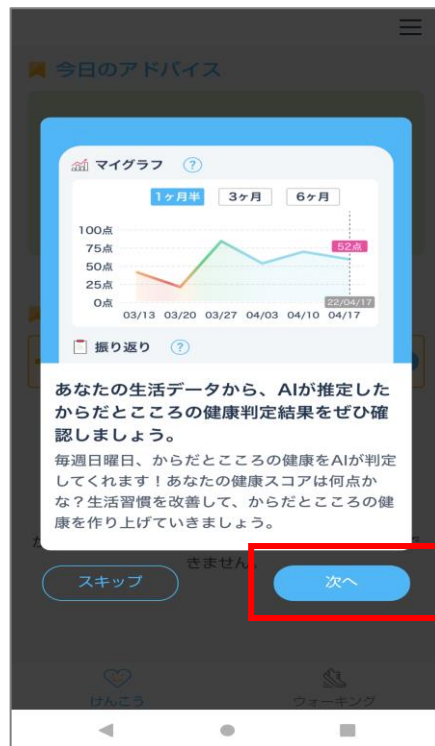 今日のアドバイス
マイグラフ ?
1ヶ月半 3ヶ月 6ヶ月
100点
75点
50点
25点
0点
52点
22/04/17
03/13 03/20 03/27 04/03 04/10 04/17
振り返り ?
あなたの生活データから、AIが推定した
からだとこころの健康判定結果をぜひ確
認しましょう。
毎週日曜日、からだとこころの健康をAIが判定
してくれます！あなたの健康スコアは何点か
な？生活習慣を改善して、からだとこころの健
康を作り上げていきましょう。
きません
スキップ 次へ
けんこう ウォーキング